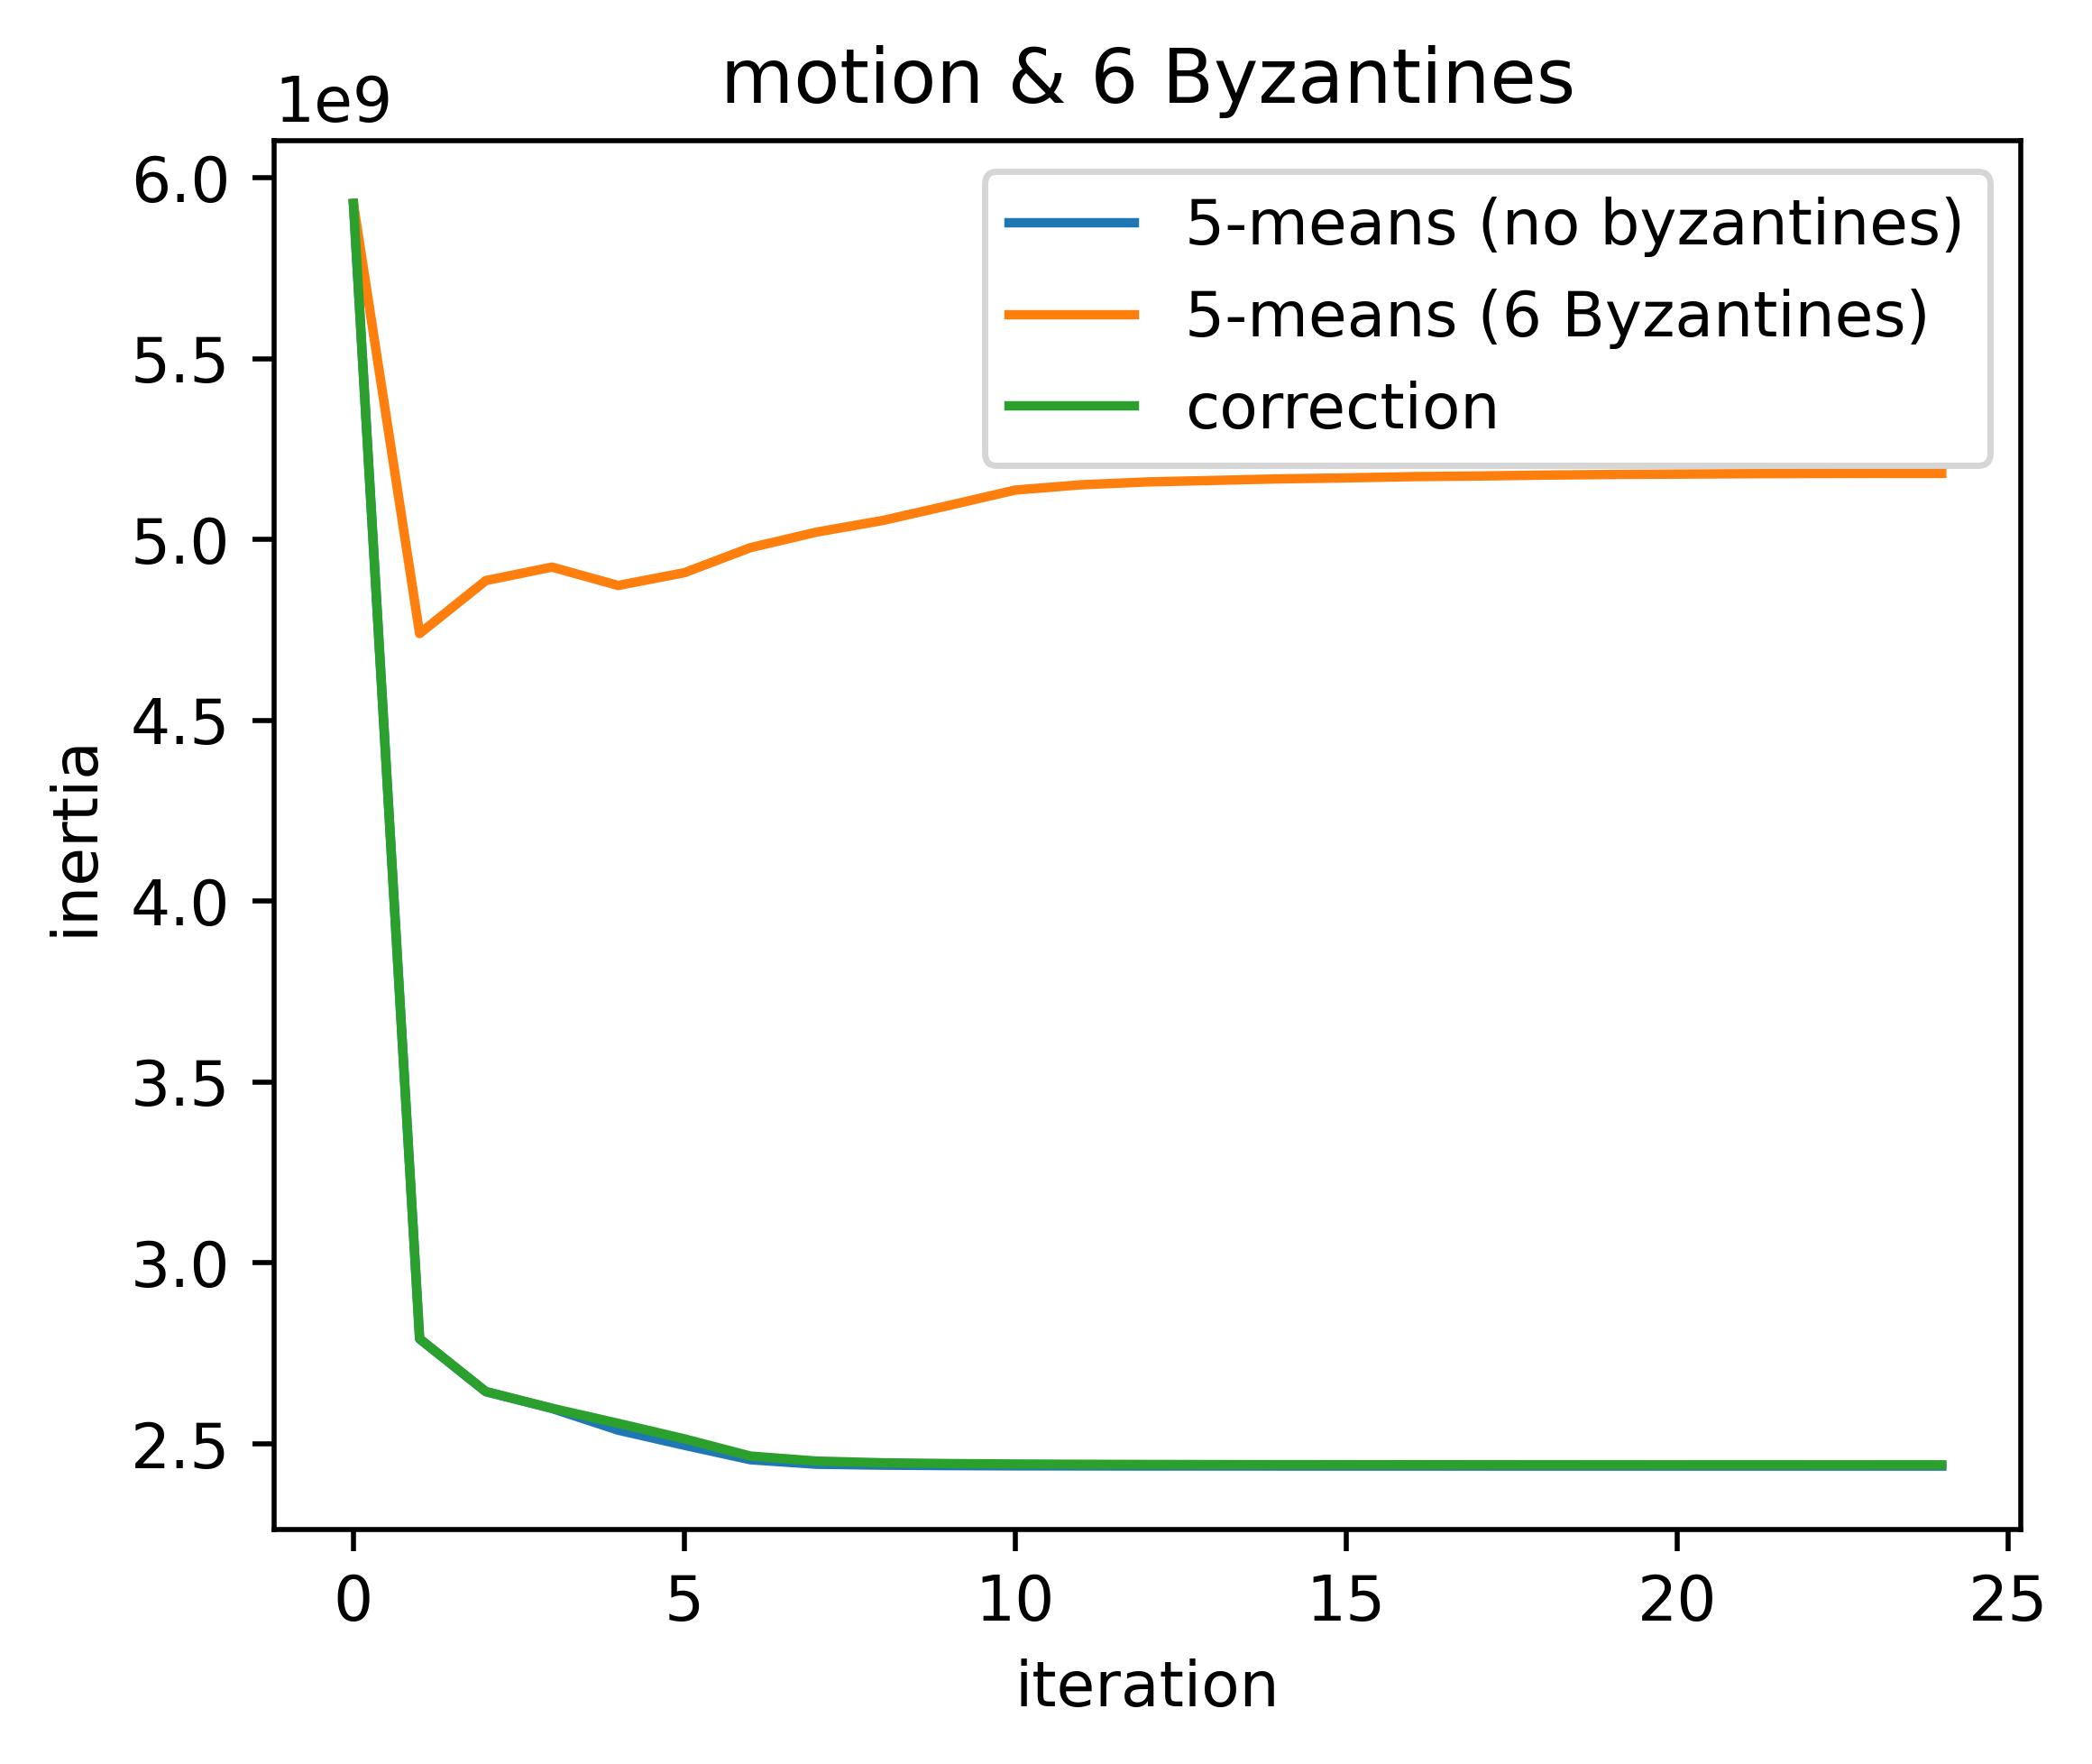 motion & 6 Byzantines
1e9
6.0
5.5
5.0
4.5
4.0
3.5
3.0
2.5
inertia
5-means (no byzantines)
5-means (6 Byzantines)
correction
0 5 10 15 20 25
iteration